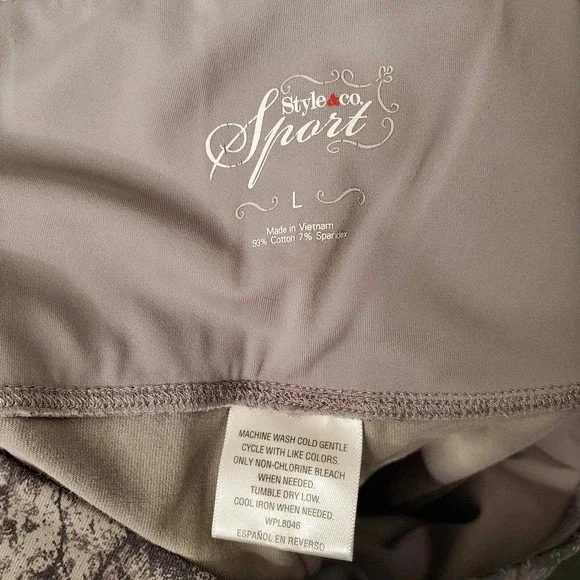 Style&co.
Sport
L
Made in Vietnam
93% Cotton 7% Spandex
MACHINE WASH COLD GENTLE
CYCLE WITH LIKE COLORS.
ONLY NON-CHLORINE BLEACH
WHEN NEEDED.
TUMBLE DRY LOW.
COOL IRON WHEN NEEDED.
WPL8046
ESPAÑOL EN REVERSO